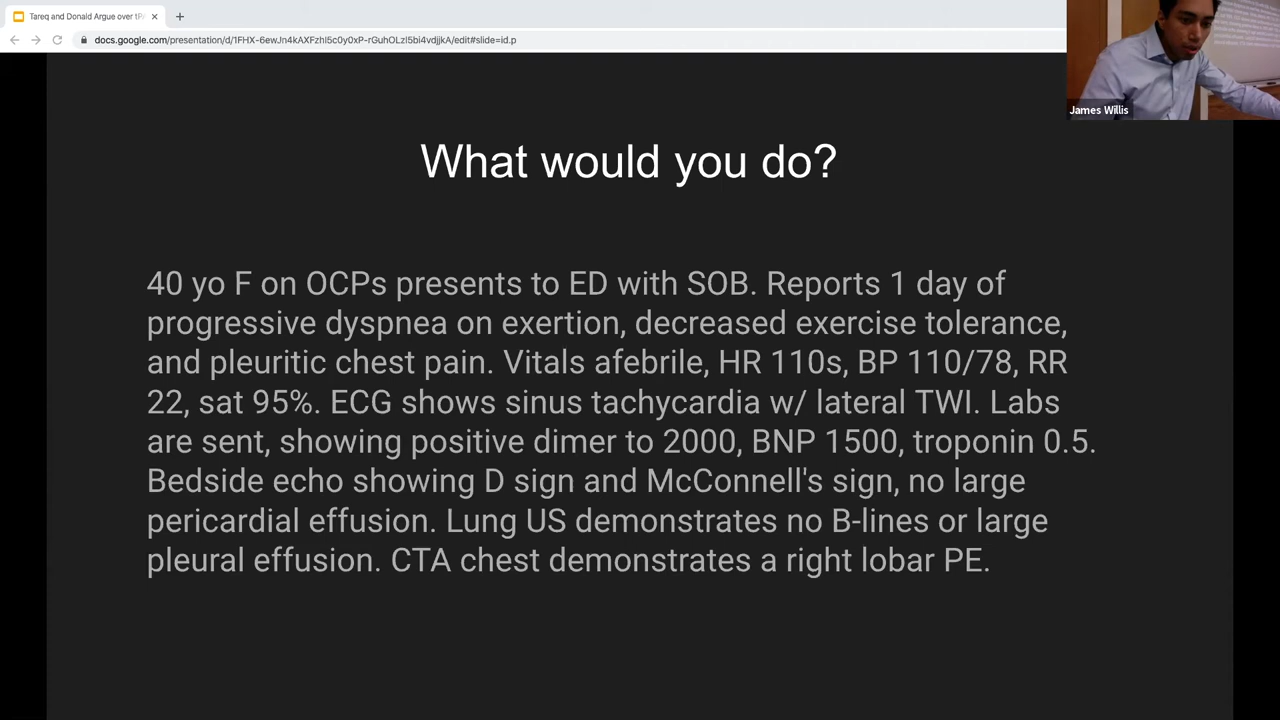 Tareq and Donald Argue over tP
docs.google.com/presentation/d/1FHX-6ewJn4kAXFzhI5c0y0xP-rGuhOLzI5bi4vdjjkA/edit#slide=id.p
James Willis
What would you do?
40 yo F on OCPs presents to ED with SOB. Reports 1 day of
progressive dyspnea on exertion, decreased exercise tolerance,
and pleuritic chest pain. Vitals afebrile, HR 110s, BP 110/78, RR
22, sat 95%. ECG shows sinus tachycardia w/ lateral TWI. Labs
are sent, showing positive dimer to 2000, BNP 1500, troponin 0.5.
Bedside echo showing D sign and McConnell's sign, no large
pericardial effusion. Lung US demonstrates no B-lines or large
pleural effusion. CTA chest demonstrates a right lobar PE.